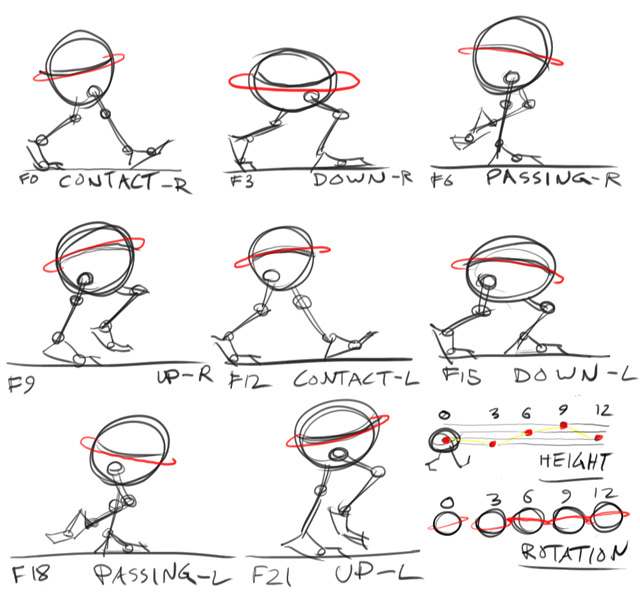 F0 CONTACT-R
F3 DOWN-R
F6 PASSING-R
F9 UP-R
F12 CONTACT-L
F15 DOWN-L
0 3 6 9 12
HEIGHT
0 3 6 9 12
ROTATION
F18 PASSING-L
F21 UP-L